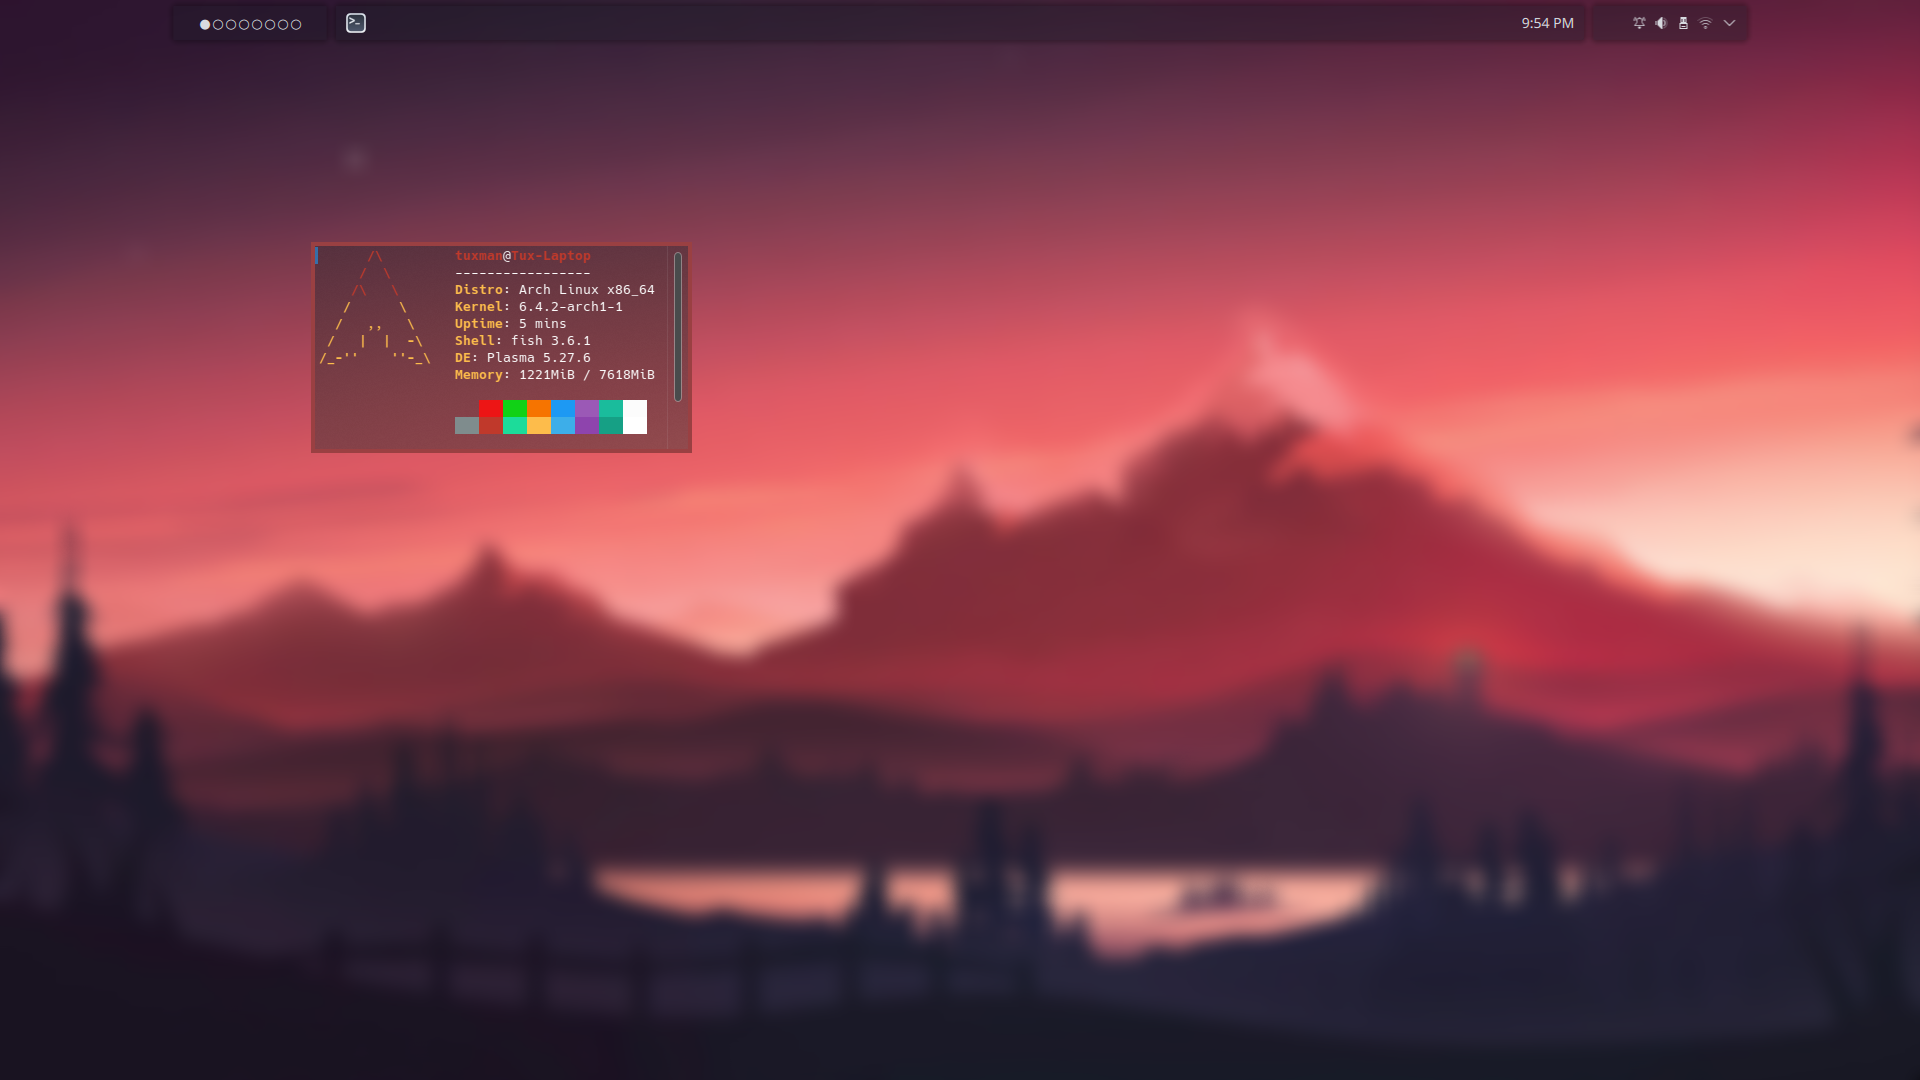 9:54 PM
tuxman@Tux-Laptop
-----------------
Distro: Arch Linux x86_64
Kernel: 6.4.2-arch1-1
Uptime: 5 mins
Shell: fish 3.6.1
DE: Plasma 5.27.6
Memory: 1221MiB / 7618MiB